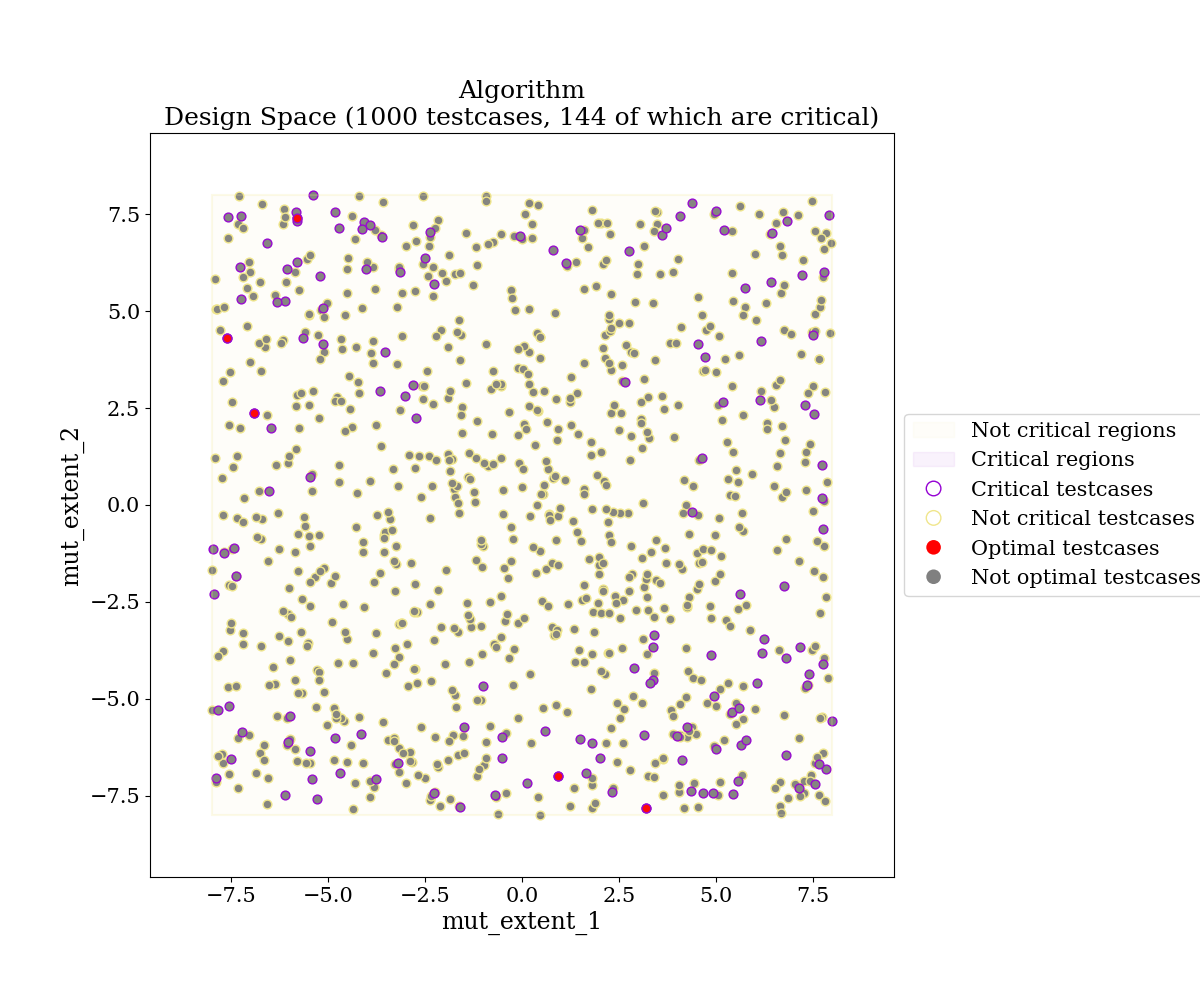 Algorithm
Design Space (1000 testcases, 144 of which are critical)
7.5
5.0
2.5
0.0
−2.5
−5.0
−7.5
mut_extent_2
−7.5 −5.0 −2.5 0.0 2.5 5.0 7.5
mut_extent_1
Not critical regions
Critical regions
Critical testcases
Not critical testcases
Optimal testcases
Not optimal testcases